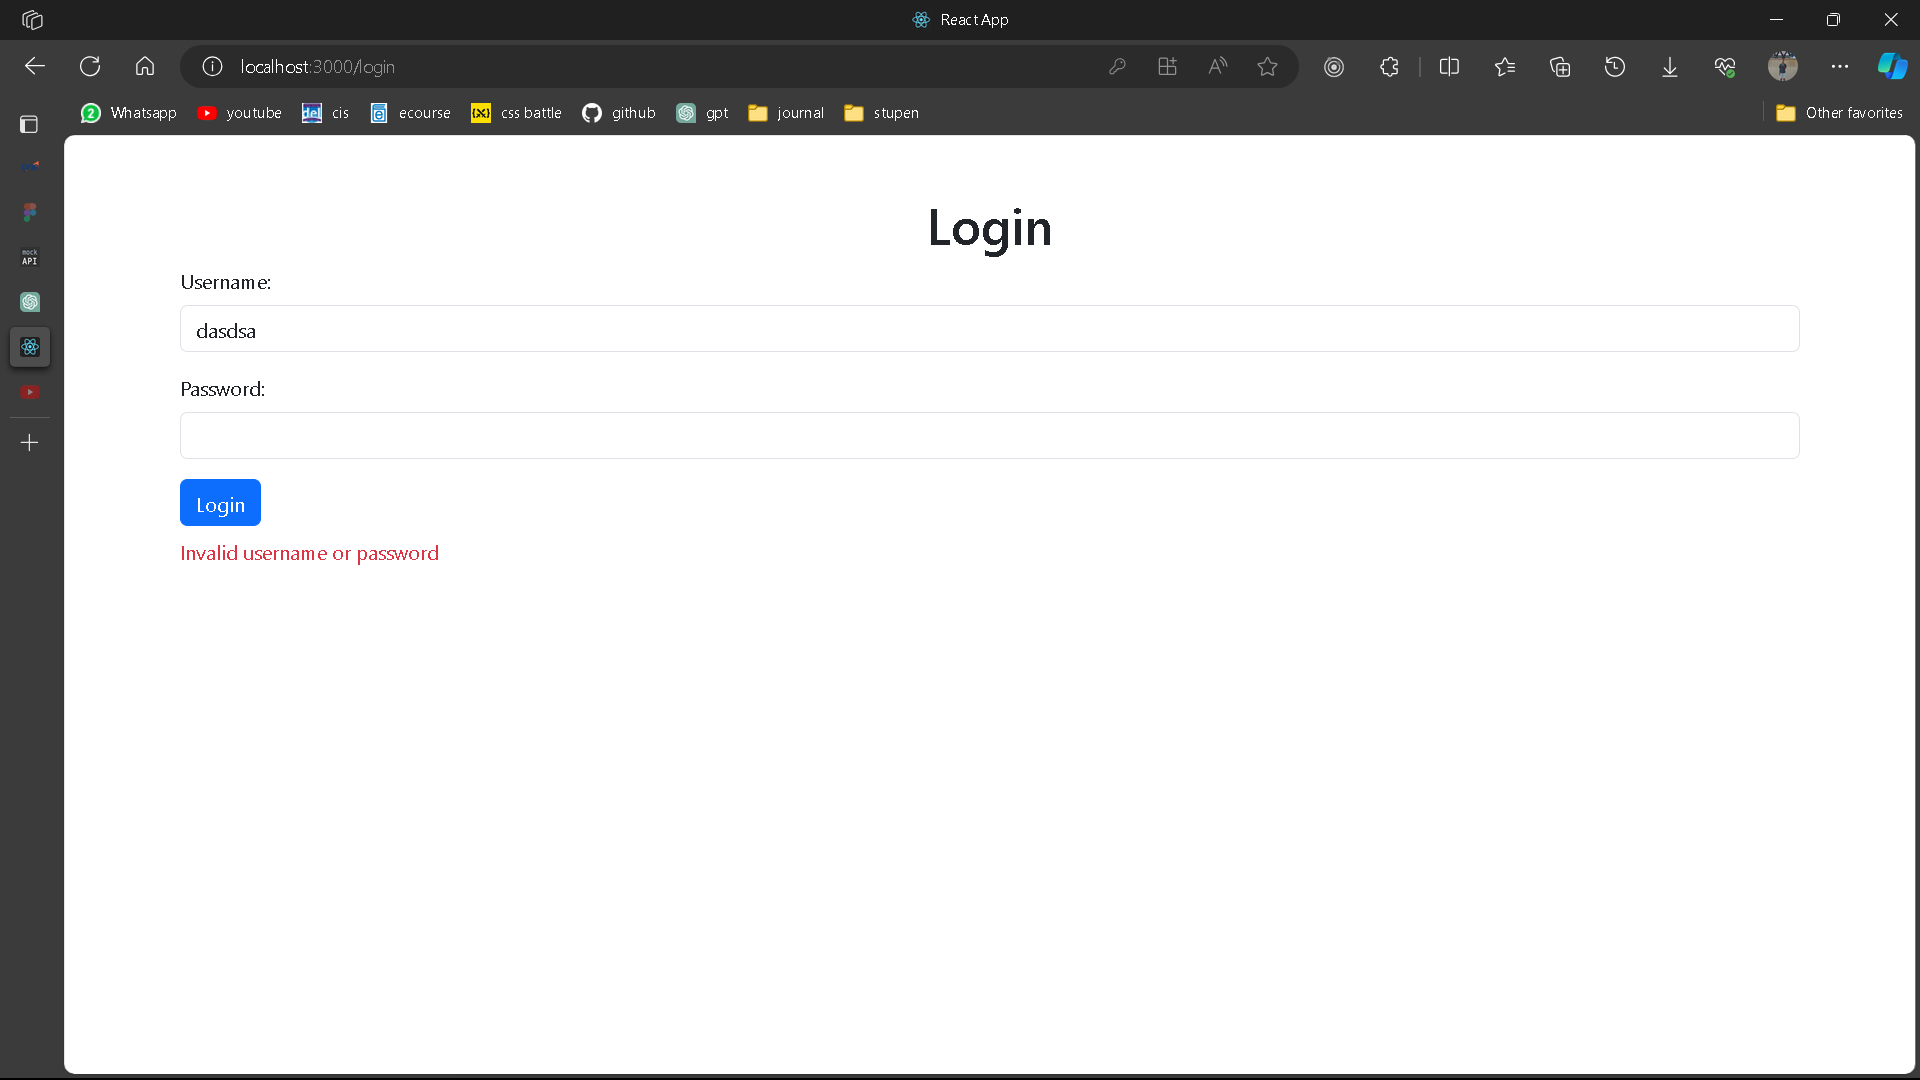 React App
localhost:3000/login
Whatsapp youtube cis ecourse css battle github gpt journal stupen Other favorites
mock
API
Login
Username:
dasdsa
Password:
Login
Invalid username or password